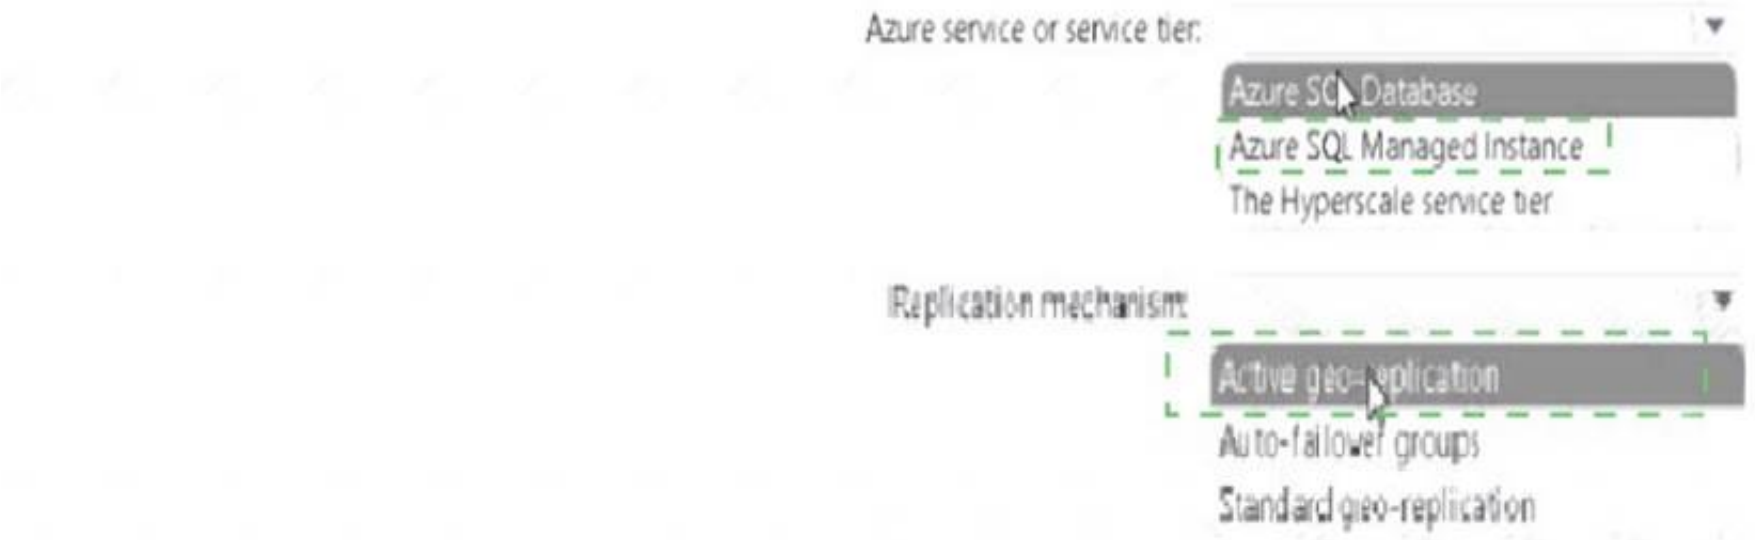 Azure service or service tier:
Azure SQL Database
Azure SQL Managed Instance
The Hyperscale service tier
Replication mechanism:
Active geo-replication
Auto-failover groups
Standard geo-replication